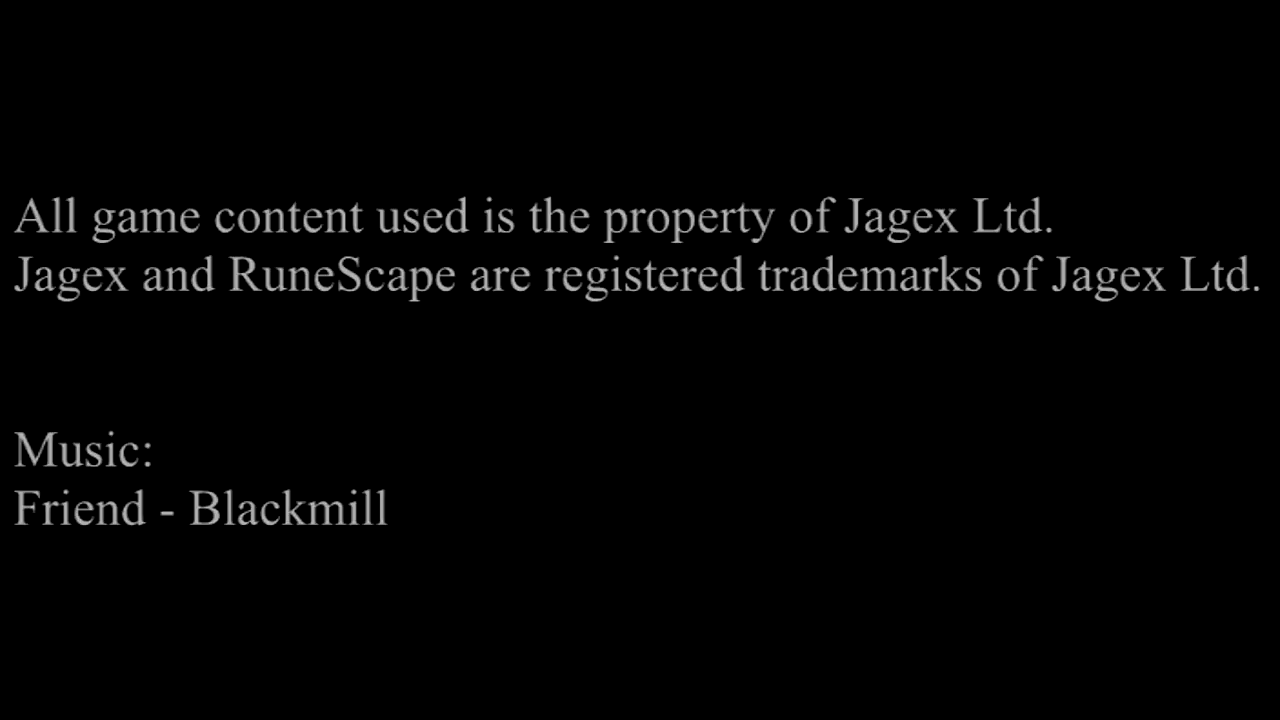 All game content used is the property of Jagex Ltd.
Jagex and RuneScape are registered trademarks of Jagex Ltd.
Music:
Friend - Blackmill